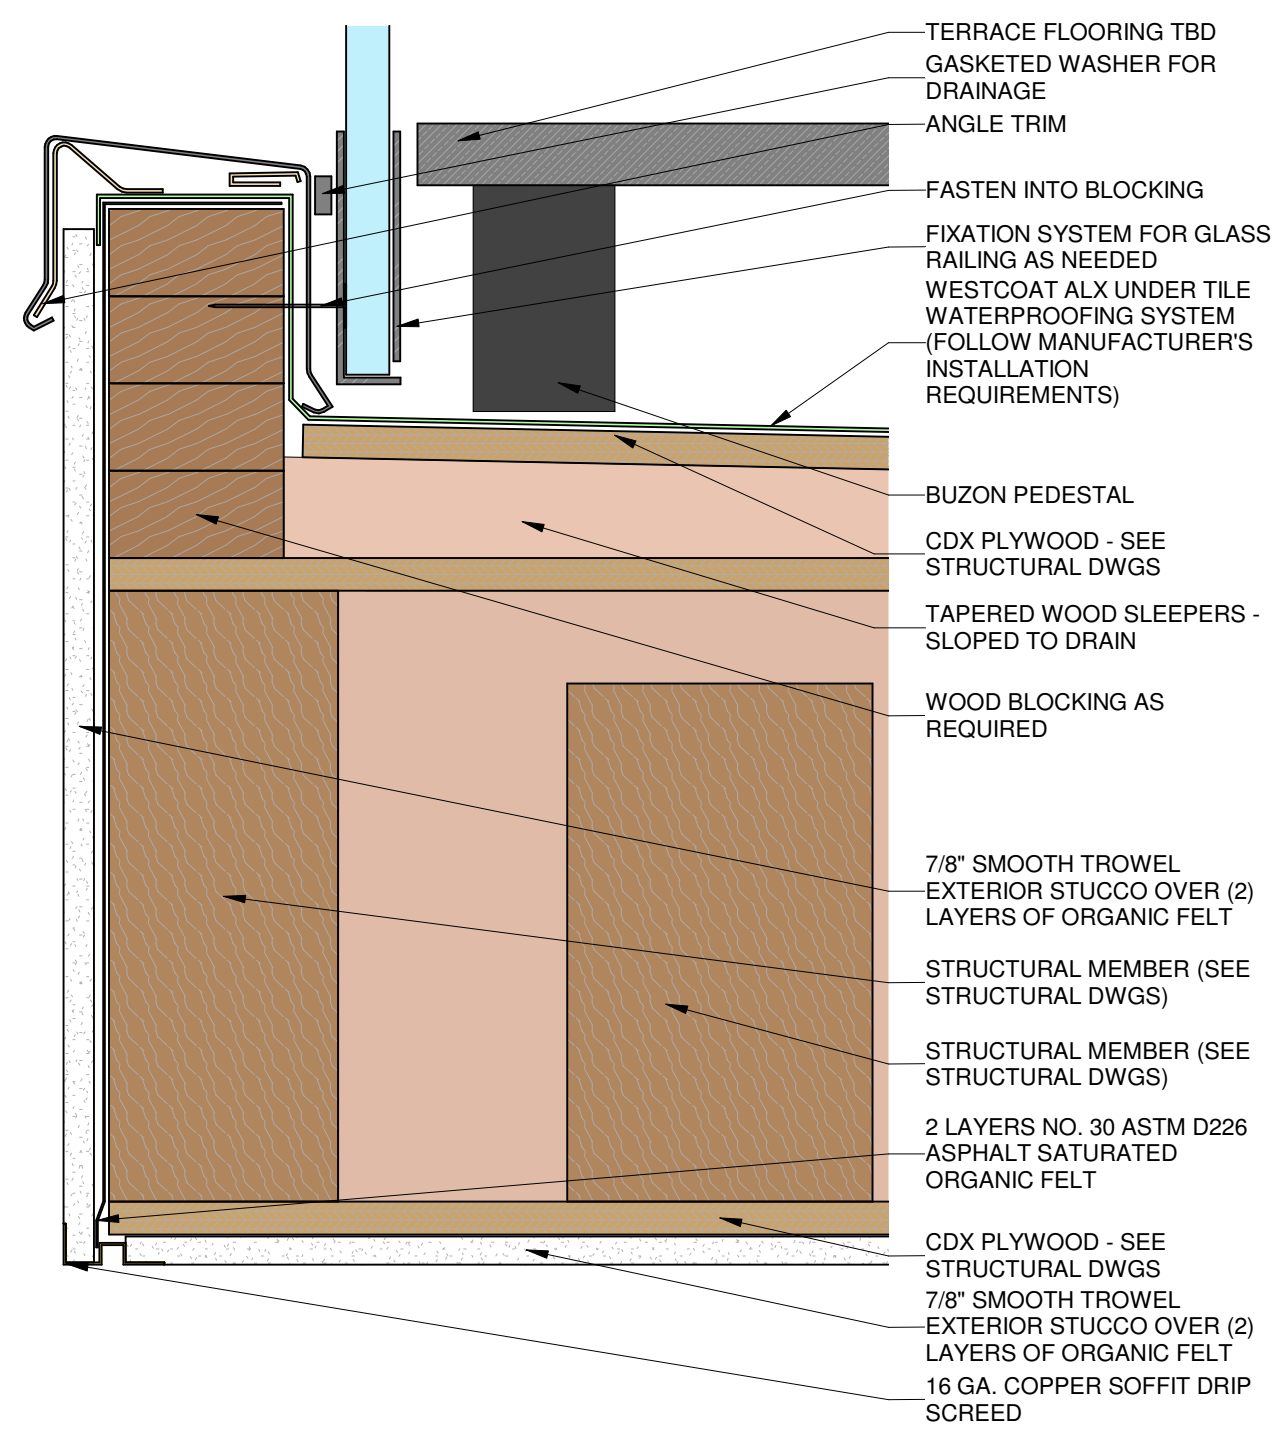 TERRACE FLOORING TBD
GASKETED WASHER FOR
DRAINAGE
ANGLE TRIM
FASTEN INTO BLOCKING
FIXATION SYSTEM FOR GLASS
RAILING AS NEEDED
WESTCOAT ALX UNDER TILE
WATERPROOFING SYSTEM
(FOLLOW MANUFACTURER'S
INSTALLATION
REQUIREMENTS)
BUZON PEDESTAL
CDX PLYWOOD - SEE
STRUCTURAL DWGS
TAPERED WOOD SLEEPERS -
SLOPED TO DRAIN
WOOD BLOCKING AS
REQUIRED
7/8" SMOOTH TROWEL
EXTERIOR STUCCO OVER (2)
LAYERS OF ORGANIC FELT
STRUCTURAL MEMBER (SEE
STRUCTURAL DWGS)
STRUCTURAL MEMBER (SEE
STRUCTURAL DWGS)
2 LAYERS NO. 30 ASTM D226
ASPHALT SATURATED
ORGANIC FELT
CDX PLYWOOD - SEE
STRUCTURAL DWGS
7/8" SMOOTH TROWEL
EXTERIOR STUCCO OVER (2)
LAYERS OF ORGANIC FELT
16 GA. COPPER SOFFIT DRIP
SCREED